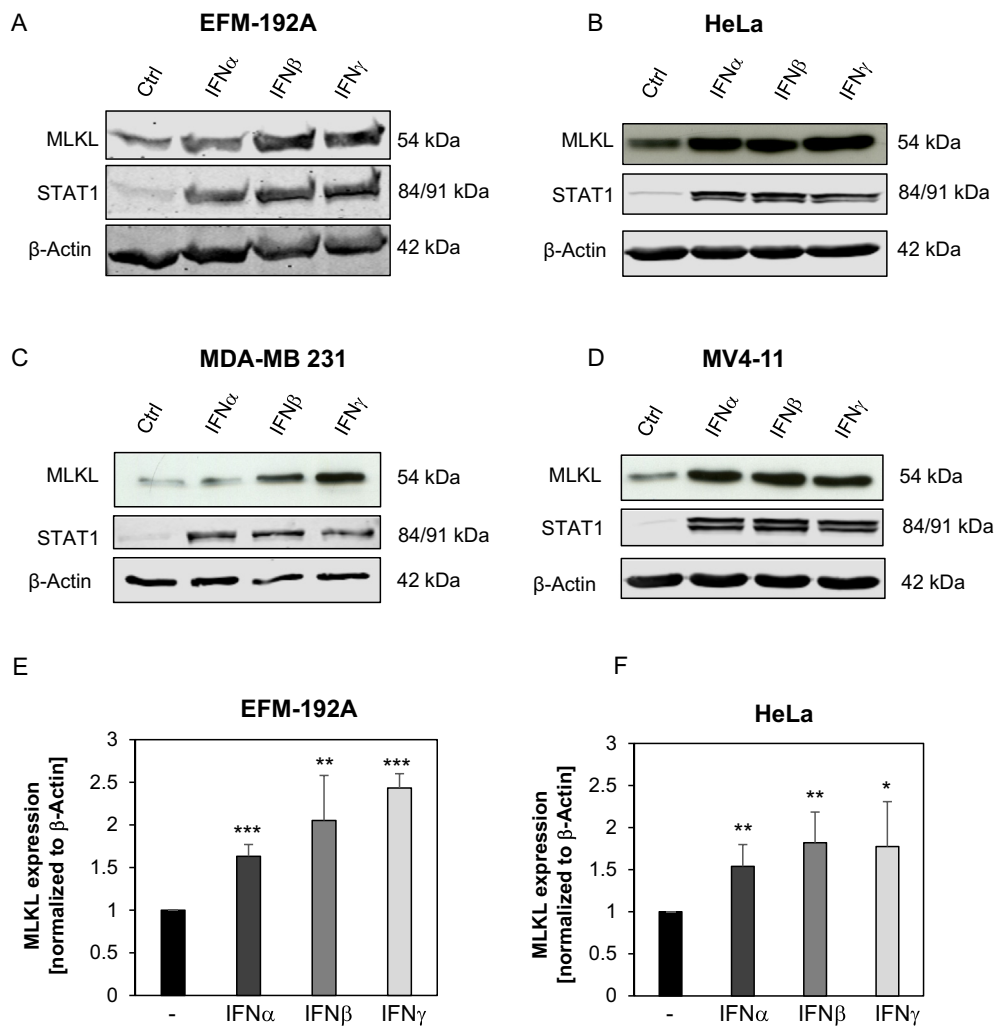 A
EFM-192A
Ctrl IFNα IFNβ IFNγ
MLKL 54 kDa
STAT1 84/91 kDa
β-Actin 42 kDa
B
HeLa
Ctrl IFNα IFNβ IFNγ
MLKL 54 kDa
STAT1 84/91 kDa
β-Actin 42 kDa
C
MDA-MB 231
Ctrl IFNα IFNβ IFNγ
MLKL 54 kDa
STAT1 84/91 kDa
β-Actin 42 kDa
D
MV4-11
Ctrl IFNα IFNβ IFNγ
MLKL 54 kDa
STAT1 84/91 kDa
β-Actin 42 kDa
E
EFM-192A
MLKL expression
[normalized to β-Actin]
3
2.5
2
1.5
1
0.5
0
*** ** ***
- IFNα IFNβ IFNγ
F
HeLa
MLKL expression
[normalized to β-Actin]
3
2.5
2
1.5
1
0.5
0
** ** *
- IFNα IFNβ IFNγ